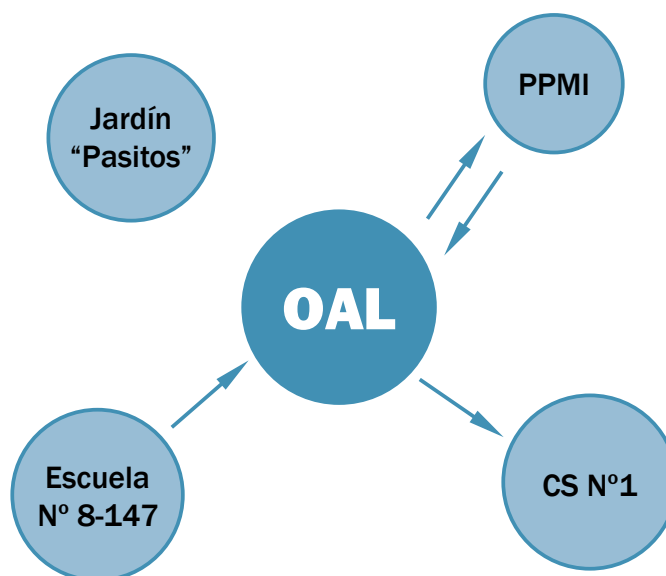 PPMI
Jardín
“Pasitos”
OAL
Escuela
Nº 8-147
CS Nº1